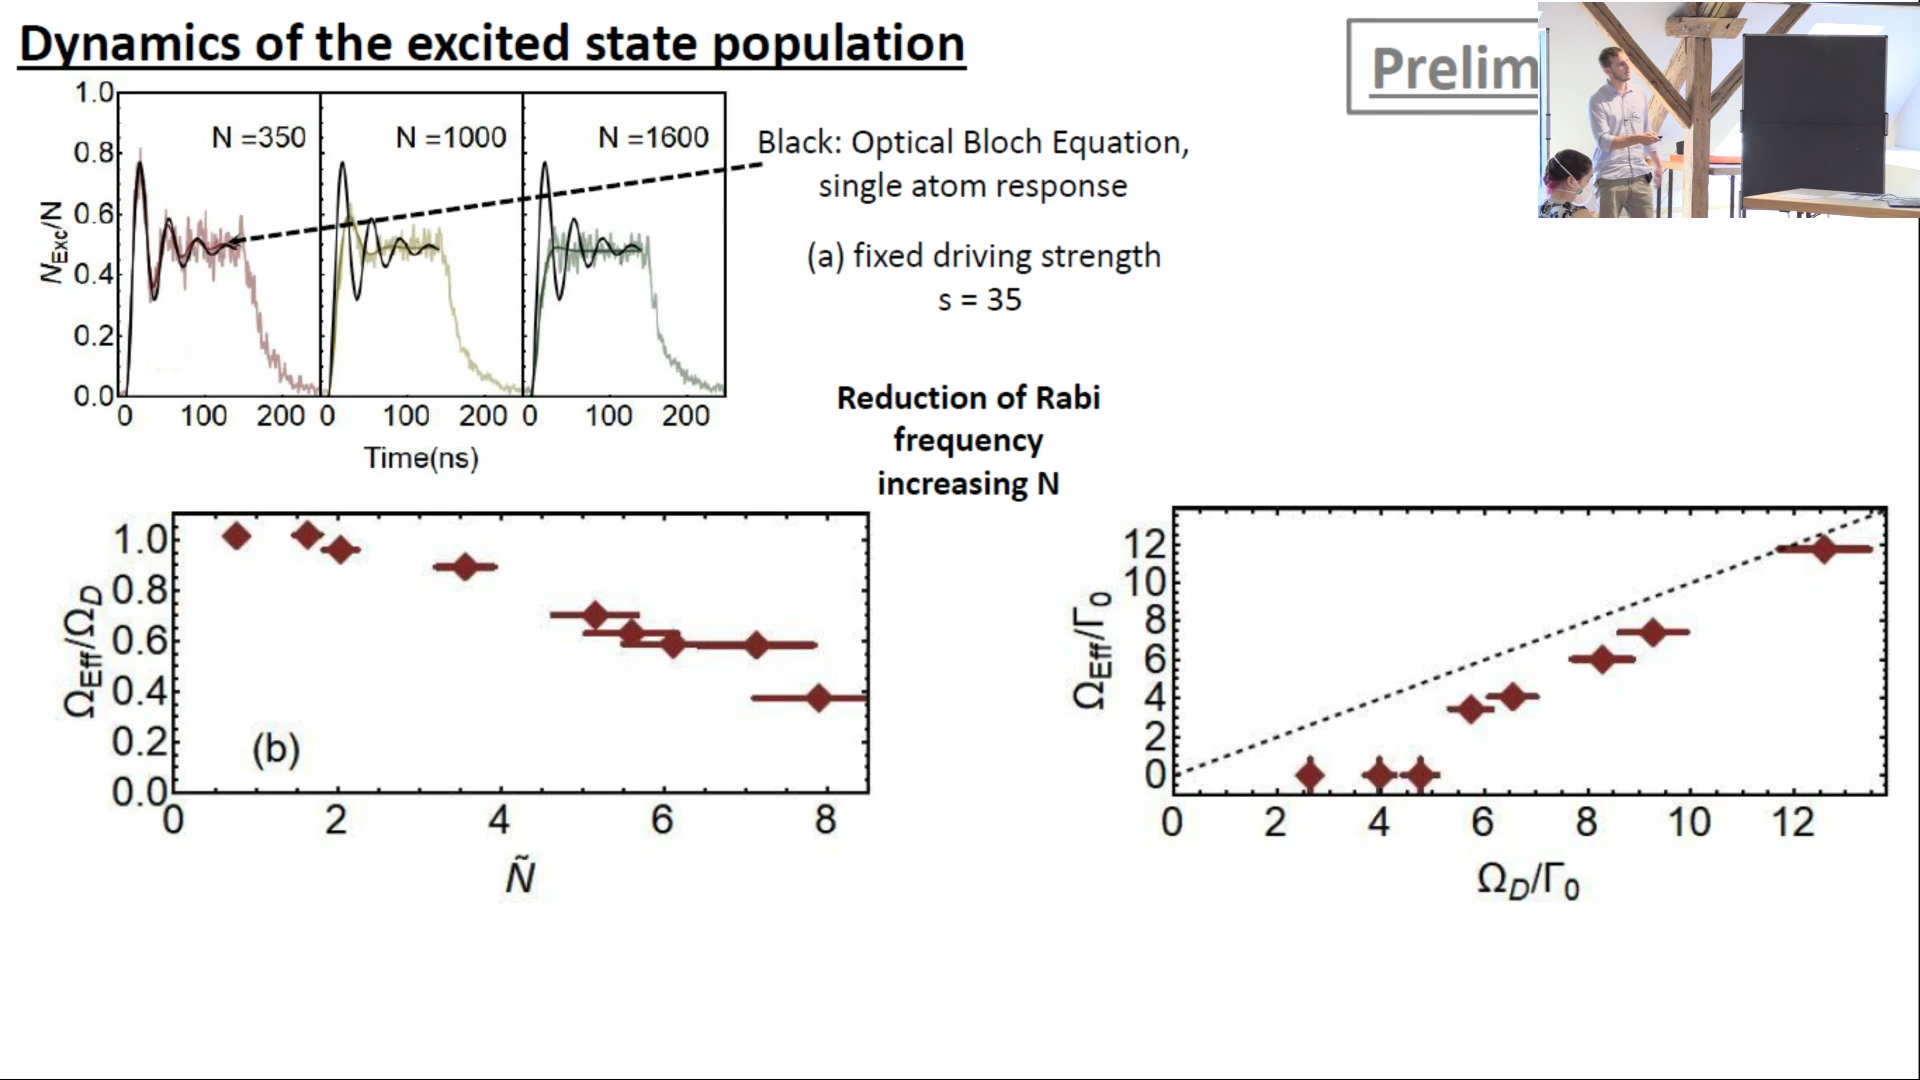 Dynamics of the excited state population
Prelim
1.0
0.8
0.6
0.4
0.2
0.0
N_Exc/N
N =350
N =1000
N =1600
0 100 200 0 100 200 0 100 200
Time(ns)
Black: Optical Bloch Equation,
single atom response
(a) fixed driving strength
s = 35
Reduction of Rabi
frequency
increasing N
1.0
0.8
0.6
0.4
0.2
0.0
Ω_Eff/Ω_D
(b)
0 2 4 6 8
Ñ
12
10
8
6
4
2
0
Ω_Eff/Γ₀
0 2 4 6 8 10 12
Ω_D/Γ₀